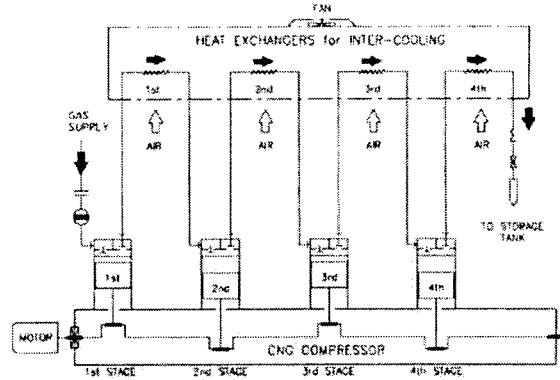 FAN
HEAT EXCHANGERS for INTER-COOLING
1st 2nd 3rd 4th
GAS
SUPPLY
AIR AIR AIR AIR
TO STORAGE
TANK
1st 2nd 3rd 4th
MOTOR
CNG COMPRESSOR
1st STAGE 2nd STAGE 3rd STAGE 4th STAGE